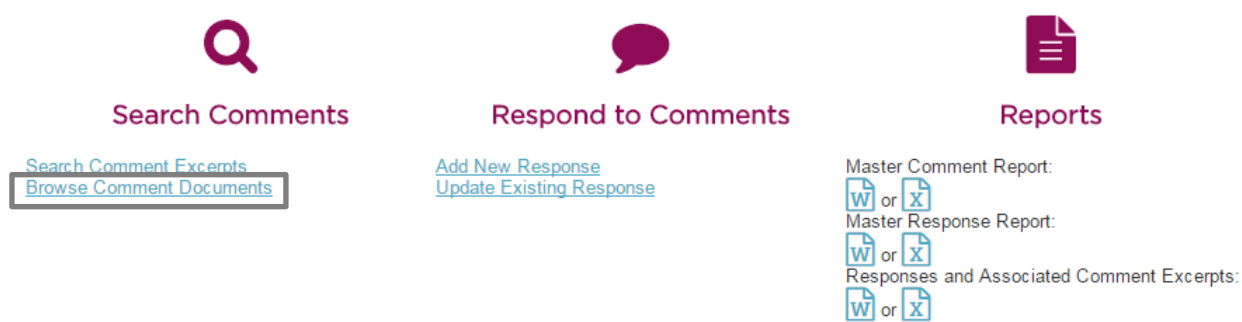 Search Comments
Search Comment Excerpts
Browse Comment Documents
Respond to Comments
Add New Response
Update Existing Response
Reports
Master Comment Report:
W or X
Master Response Report:
W or X
Responses and Associated Comment Excerpts:
W or X